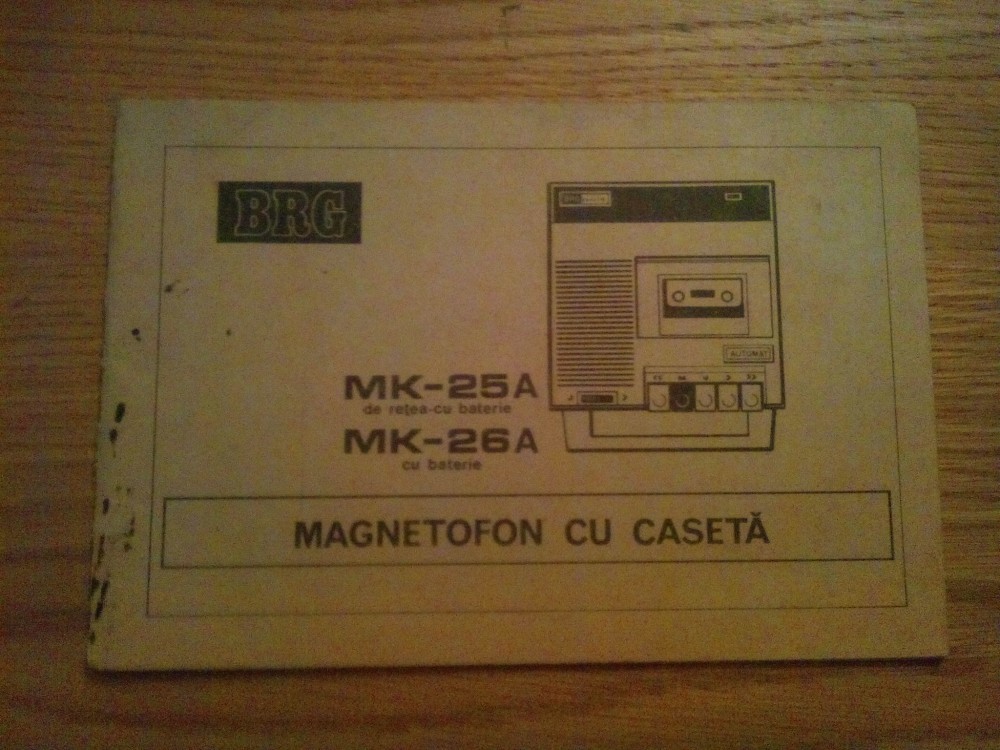 BRG
AUTOMAT
MK-25A
de rețea-cu baterie
MK-26A
cu baterie
MAGNETOFON CU CASETĂ